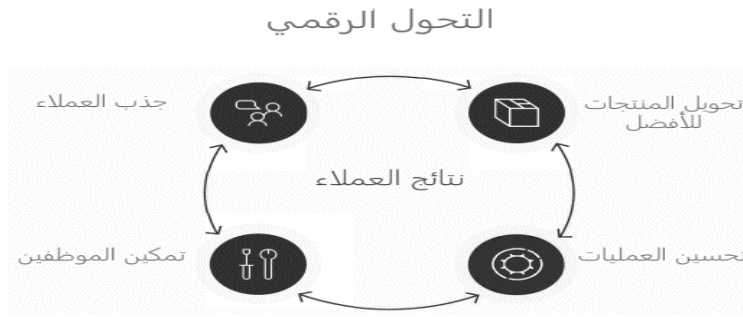 التحول الرقمي
تحويل المنتجات
للأفضل
جذب العملاء
نتائج العملاء
تحسين العمليات
تمكين الموظفين